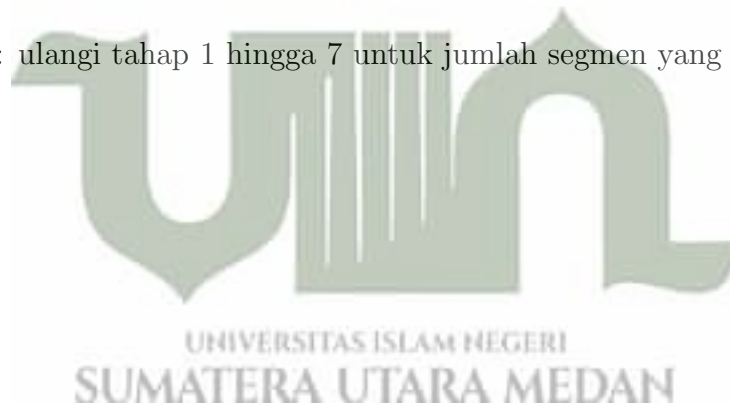 : ulangi tahap 1 hingga 7 untuk jumlah segmen yang
UNIVERSITAS ISLAM NEGERI
SUMATERA UTARA MEDAN